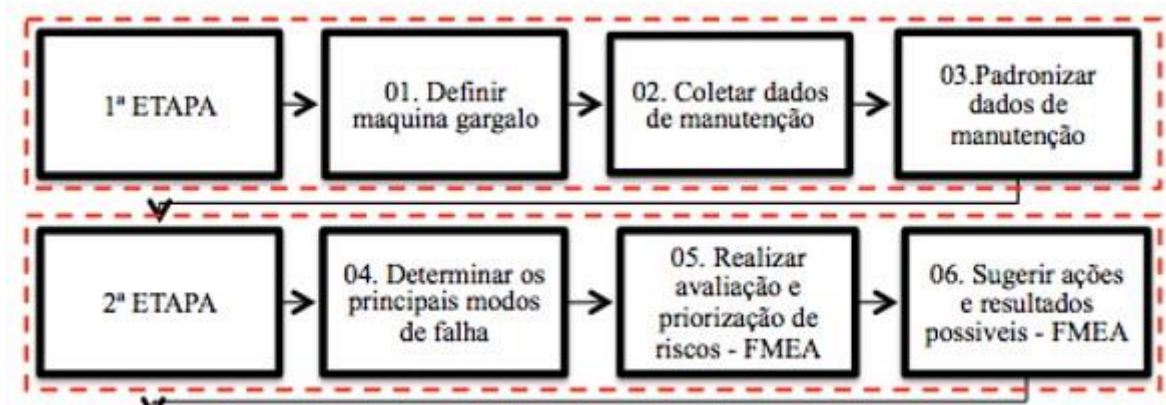 1ª ETAPA
01. Definir
maquina gargalo
02. Coletar dados
de manutenção
03.Padronizar
dados de
manutenção
2ª ETAPA
04. Determinar os
principais modos
de falha
05. Realizar
avaliação e
priorização de
riscos - FMEA
06. Sugerir ações
e resultados
possiveis - FMEA